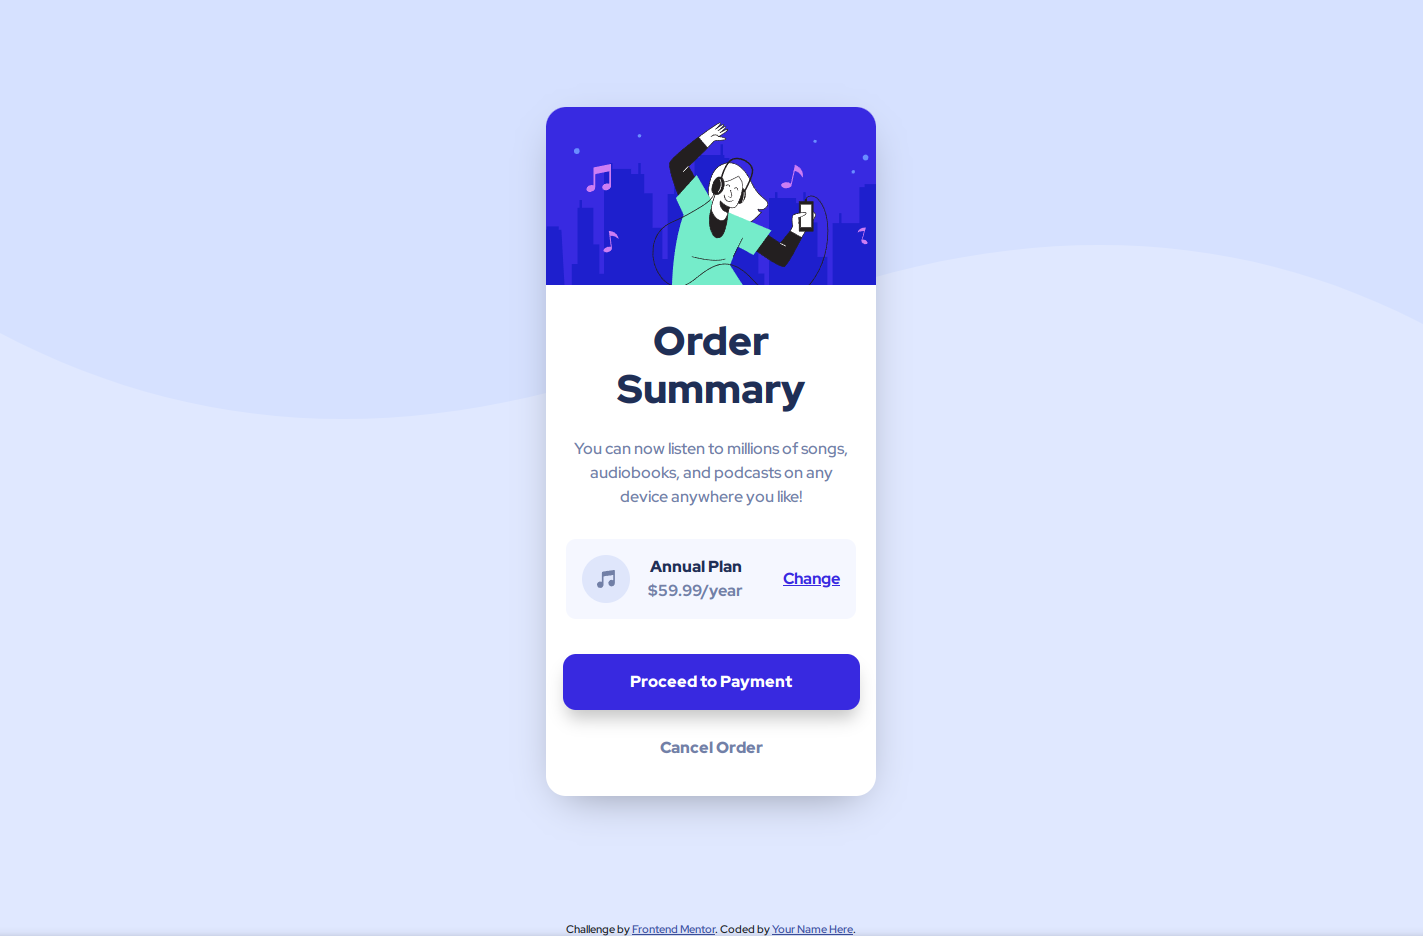 Order
Summary
You can now listen to millions of songs,
audiobooks, and podcasts on any
device anywhere you like!
Annual Plan
$59.99/year
Change
Proceed to Payment
Cancel Order
Challenge by Frontend Mentor. Coded by Your Name Here.